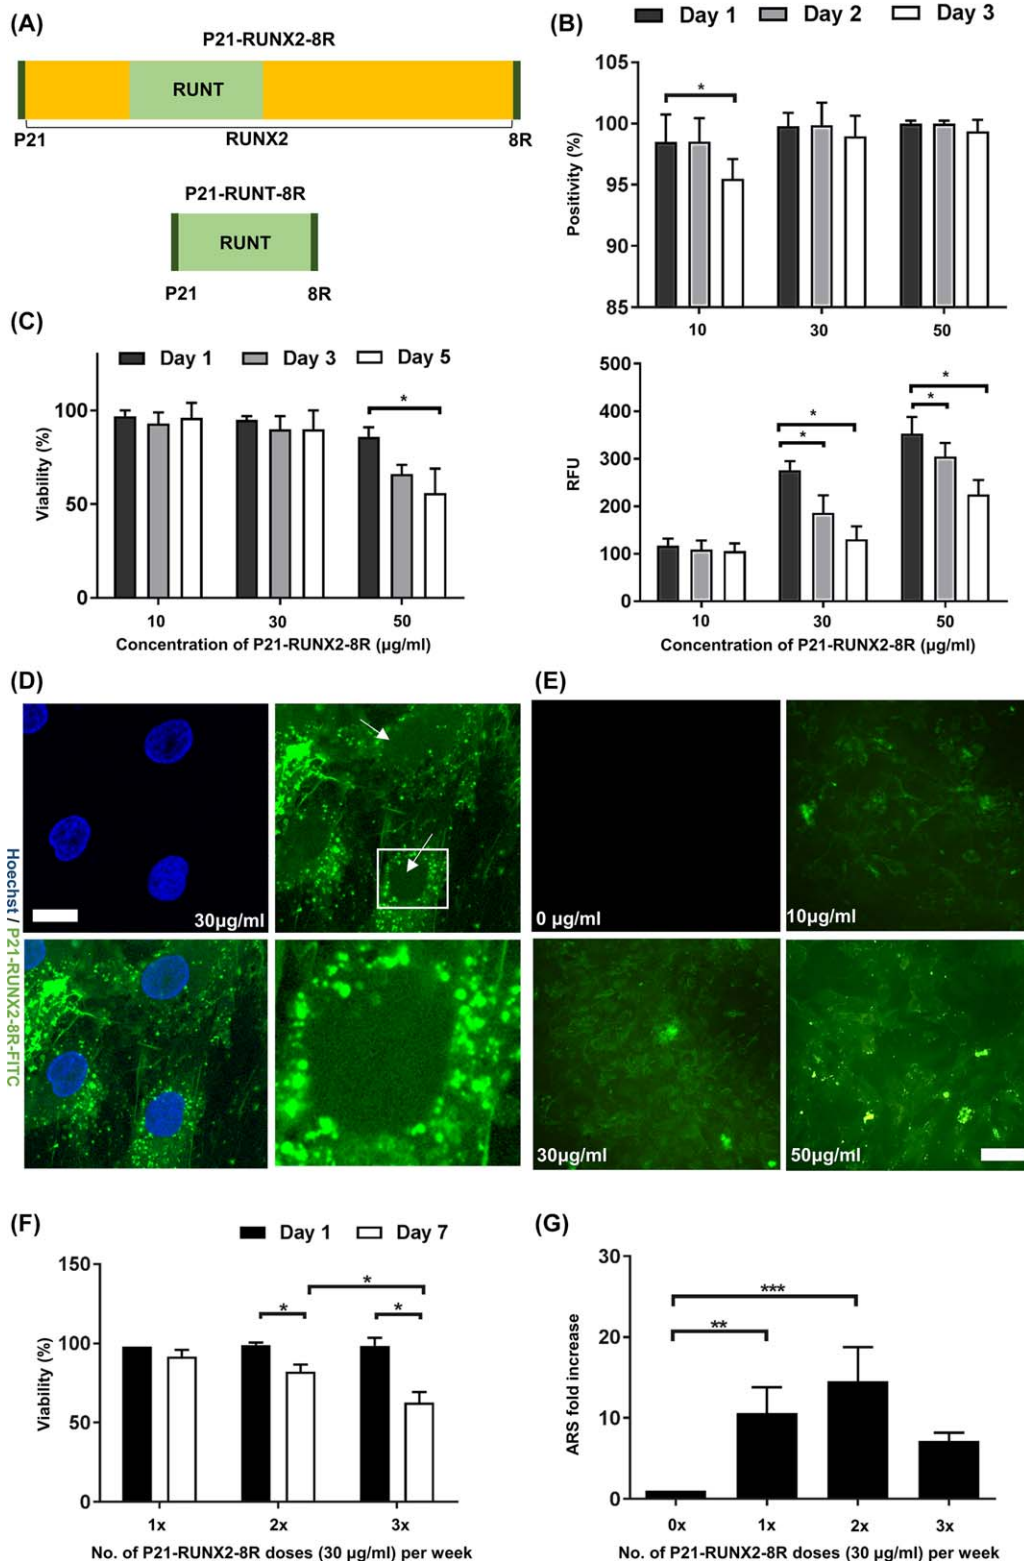 (A)
P21-RUNX2-8R
RUNT
P21
RUNX2
8R
P21-RUNT-8R
RUNT
P21
8R
(B)
Day 1
Day 2
Day 3
Positivity (%)
105
100
95
90
85
*
10
30
50
RFU
500
400
300
200
100
0
*
*
*
*
10
30
50
Concentration of P21-RUNX2-8R (µg/ml)
(C)
Day 1
Day 3
Day 5
Viability (%)
100
50
0
*
10
30
50
Concentration of P21-RUNX2-8R (µg/ml)
(D)
Hoechst / P21-RUNX2-8R-FITC
30µg/ml
(E)
0 µg/ml
10µg/ml
30µg/ml
50µg/ml
(F)
Day 1
Day 7
Viability (%)
150
100
50
0
*
*
*
1x
2x
3x
No. of P21-RUNX2-8R doses (30 µg/ml) per week
(G)
ARS fold increase
30
20
10
0
***
**
0x
1x
2x
3x
No. of P21-RUNX2-8R doses (30 µg/ml) per week